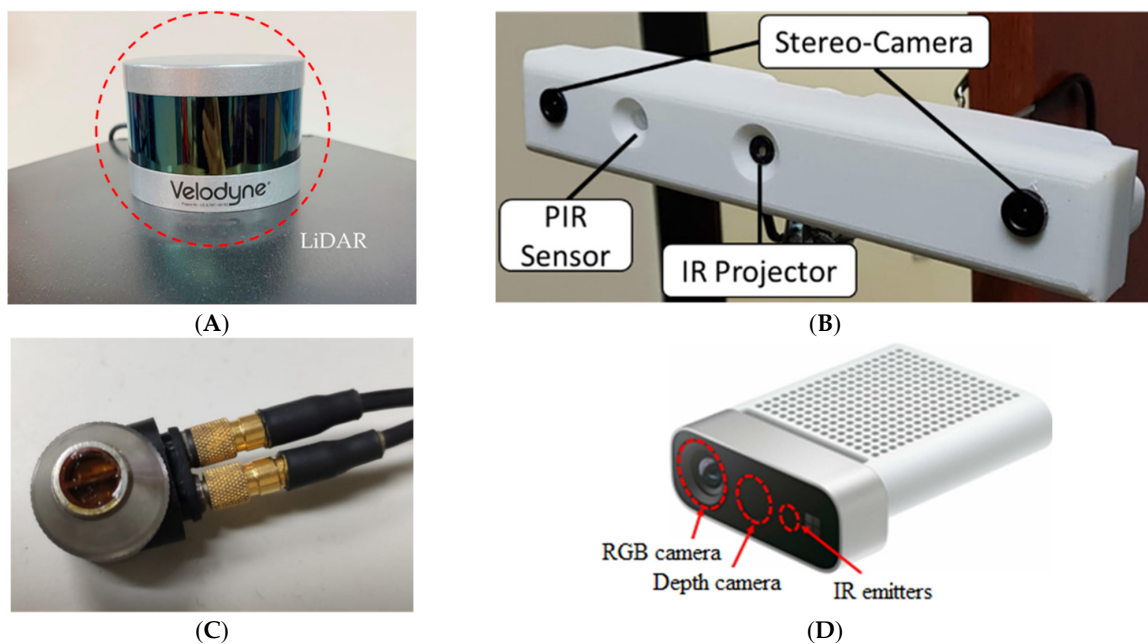 Velodyne
LiDAR
(A)
Stereo-Camera
PIR
Sensor
IR Projector
(B)
(C)
RGB camera
Depth camera
IR emitters
(D)